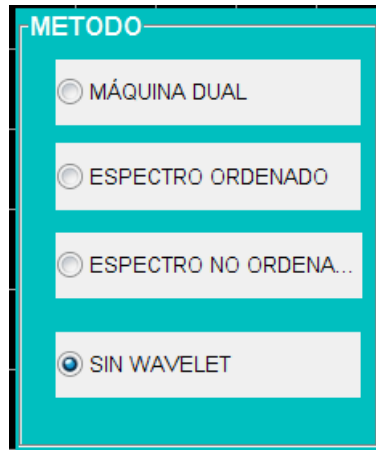 METODO
MÁQUINA DUAL
ESPECTRO ORDENADO
ESPECTRO NO ORDENA...
SIN WAVELET